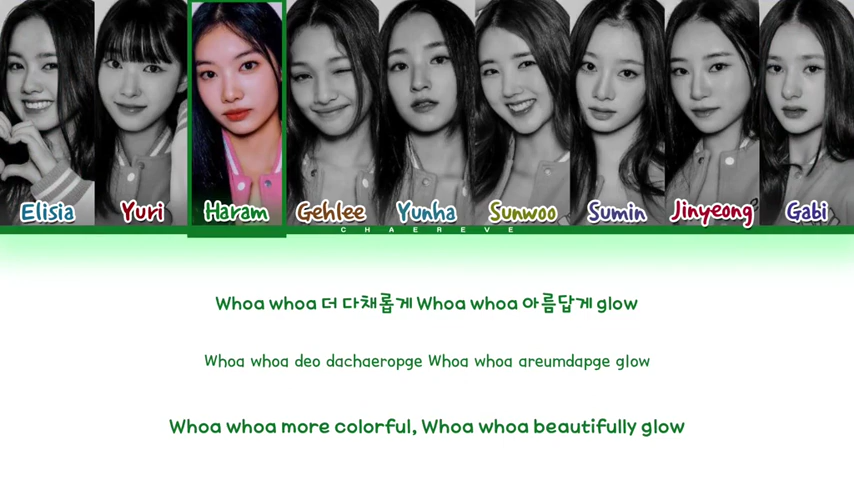 Elisia Yuri Haram Gehlee Yunha Sunwoo Sumin Jinyeong Gabi
CHAEREVE
Whoa whoa 더 다채롭게 Whoa whoa 아름답게 glow
Whoa whoa deo dachaeropge Whoa whoa areumdapge glow
Whoa whoa more colorful, Whoa whoa beautifully glow